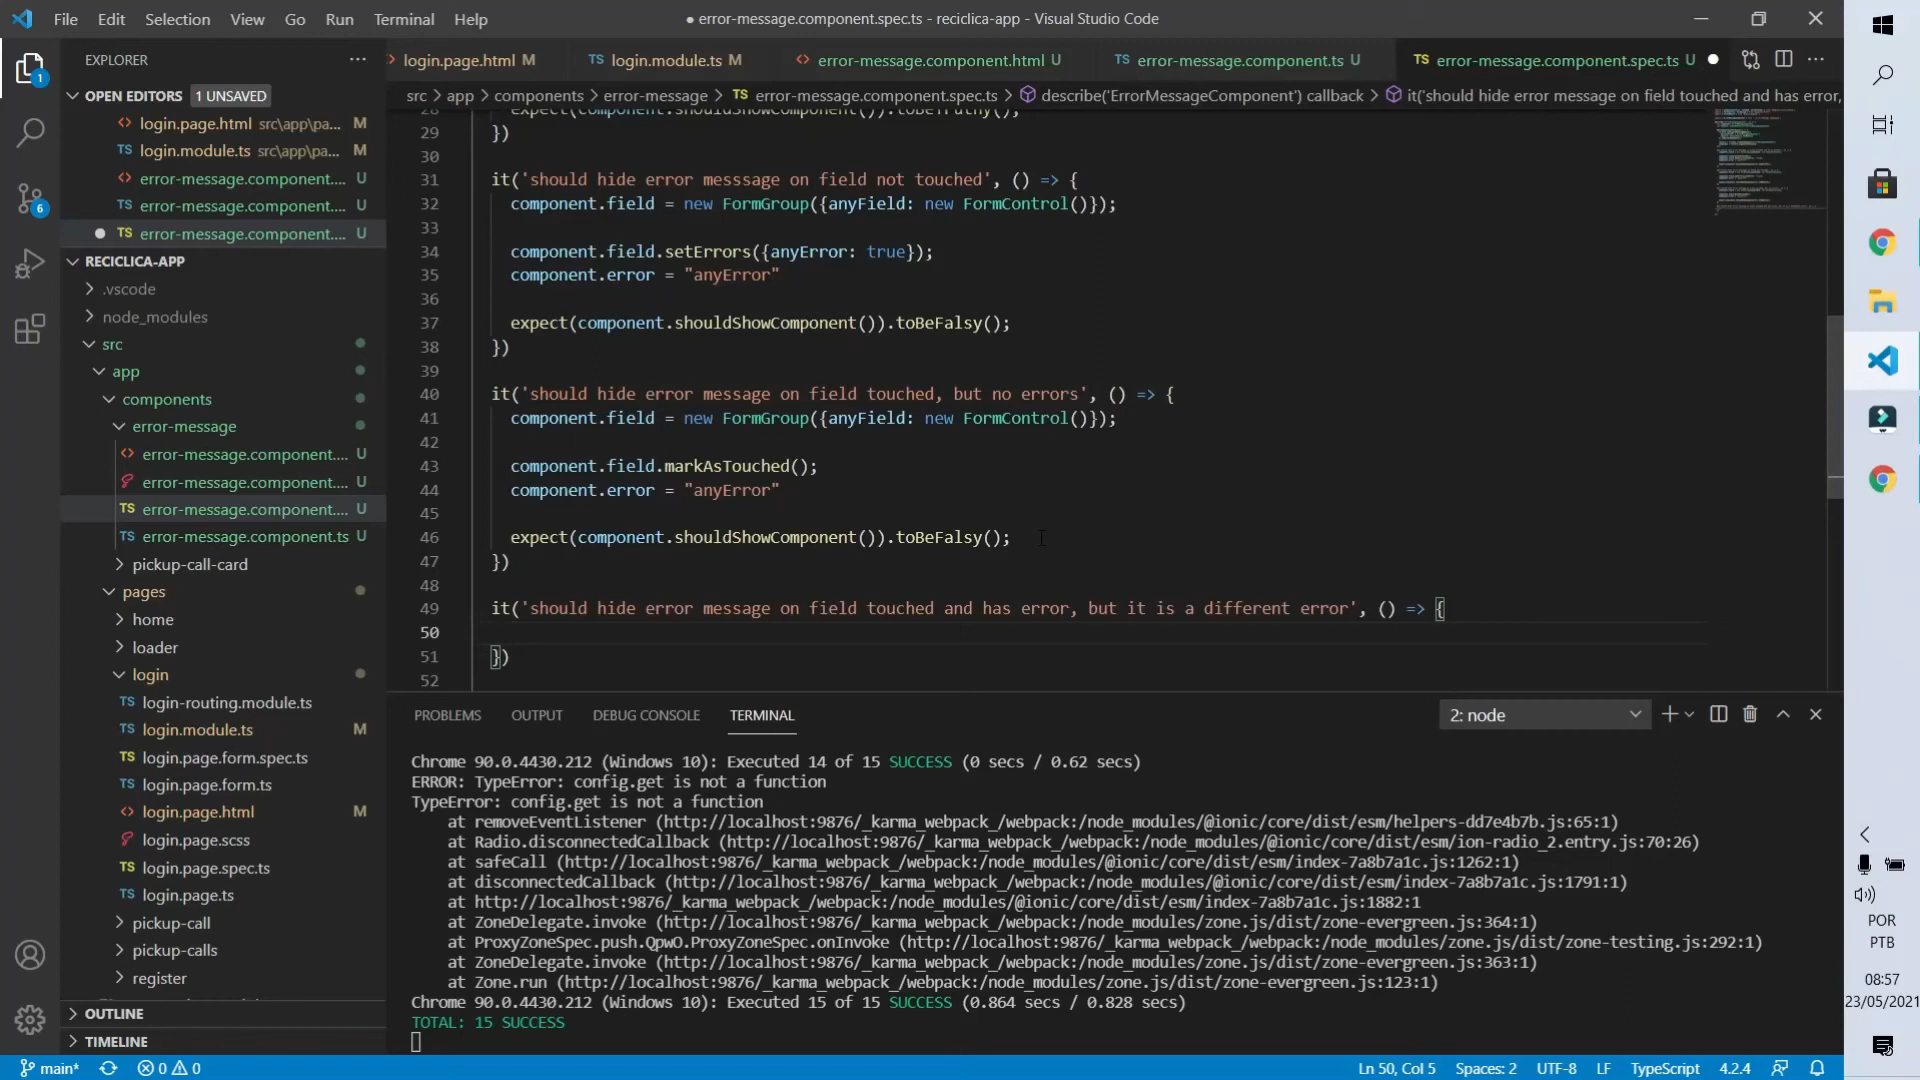 File Edit Selection View Go Run Terminal Help
● error-message.component.spec.ts - reciclica-app - Visual Studio Code
EXPLORER
login.page.html M
TS login.module.ts M
error-message.component.html U
TS error-message.component.ts U
TS error-message.component.spec.ts U
src > app > components > error-message > TS error-message.component.spec.ts > describe('ErrorMessageComponent') callback > it('should hide error message on field touched and has error,
OPEN EDITORS 1 UNSAVED
login.page.html src\app\pa... M
TS login.module.ts src\app\pa... M
error-message.component.... U
TS error-message.component.... U
● TS error-message.component.... U
RECICLICA-APP
.vscode
node_modules
src
app
components
error-message
error-message.component.... U
error-message.component.... U
TS error-message.component.... U
TS error-message.component.ts U
pickup-call-card
pages
home
loader
login
TS login-routing.module.ts
TS login.module.ts M
TS login.page.form.spec.ts
TS login.page.form.ts
login.page.html M
login.page.scss
TS login.page.spec.ts
TS login.page.ts
pickup-call
pickup-calls
register
OUTLINE
TIMELINE
1
6
28 expect(component.shouldShowComponent()).toBeTruthy();
29 })
30
31 it('should hide error messsage on field not touched', () => {
32 component.field = new FormGroup({anyField: new FormControl()});
33
34 component.field.setErrors({anyError: true});
35 component.error = "anyError"
36
37 expect(component.shouldShowComponent()).toBeFalsy();
38 })
39
40 it('should hide error message on field touched, but no errors', () => {
41 component.field = new FormGroup({anyField: new FormControl()});
42
43 component.field.markAsTouched();
44 component.error = "anyError"
45
46 expect(component.shouldShowComponent()).toBeFalsy();
47 })
48
49 it('should hide error message on field touched and has error, but it is a different error', () => {
50
51 })
52
PROBLEMS OUTPUT DEBUG CONSOLE TERMINAL
2: node
Chrome 90.0.4430.212 (Windows 10): Executed 14 of 15 SUCCESS (0 secs / 0.62 secs)
ERROR: TypeError: config.get is not a function
TypeError: config.get is not a function
at removeEventListener (http://localhost:9876/_karma_webpack_/webpack:/node_modules/@ionic/core/dist/esm/helpers-dd7e4b7b.js:65:1)
at Radio.disconnectedCallback (http://localhost:9876/_karma_webpack_/webpack:/node_modules/@ionic/core/dist/esm/ion-radio_2.entry.js:70:26)
at safeCall (http://localhost:9876/_karma_webpack_/webpack:/node_modules/@ionic/core/dist/esm/index-7a8b7a1c.js:1262:1)
at disconnectedCallback (http://localhost:9876/_karma_webpack_/webpack:/node_modules/@ionic/core/dist/esm/index-7a8b7a1c.js:1791:1)
at http://localhost:9876/_karma_webpack_/webpack:/node_modules/@ionic/core/dist/esm/index-7a8b7a1c.js:1882:1
at ZoneDelegate.invoke (http://localhost:9876/_karma_webpack_/webpack:/node_modules/zone.js/dist/zone-evergreen.js:364:1)
at ProxyZoneSpec.push.QpwO.ProxyZoneSpec.onInvoke (http://localhost:9876/_karma_webpack_/webpack:/node_modules/zone.js/dist/zone-testing.js:292:1)
at ZoneDelegate.invoke (http://localhost:9876/_karma_webpack_/webpack:/node_modules/zone.js/dist/zone-evergreen.js:363:1)
at Zone.run (http://localhost:9876/_karma_webpack_/webpack:/node_modules/zone.js/dist/zone-evergreen.js:123:1)
Chrome 90.0.4430.212 (Windows 10): Executed 15 of 15 SUCCESS (0.864 secs / 0.828 secs)
TOTAL: 15 SUCCESS
main* 0 0
Ln 50, Col 5 Spaces: 2 UTF-8 LF TypeScript 4.2.4
POR
PTB
08:57
23/05/2021